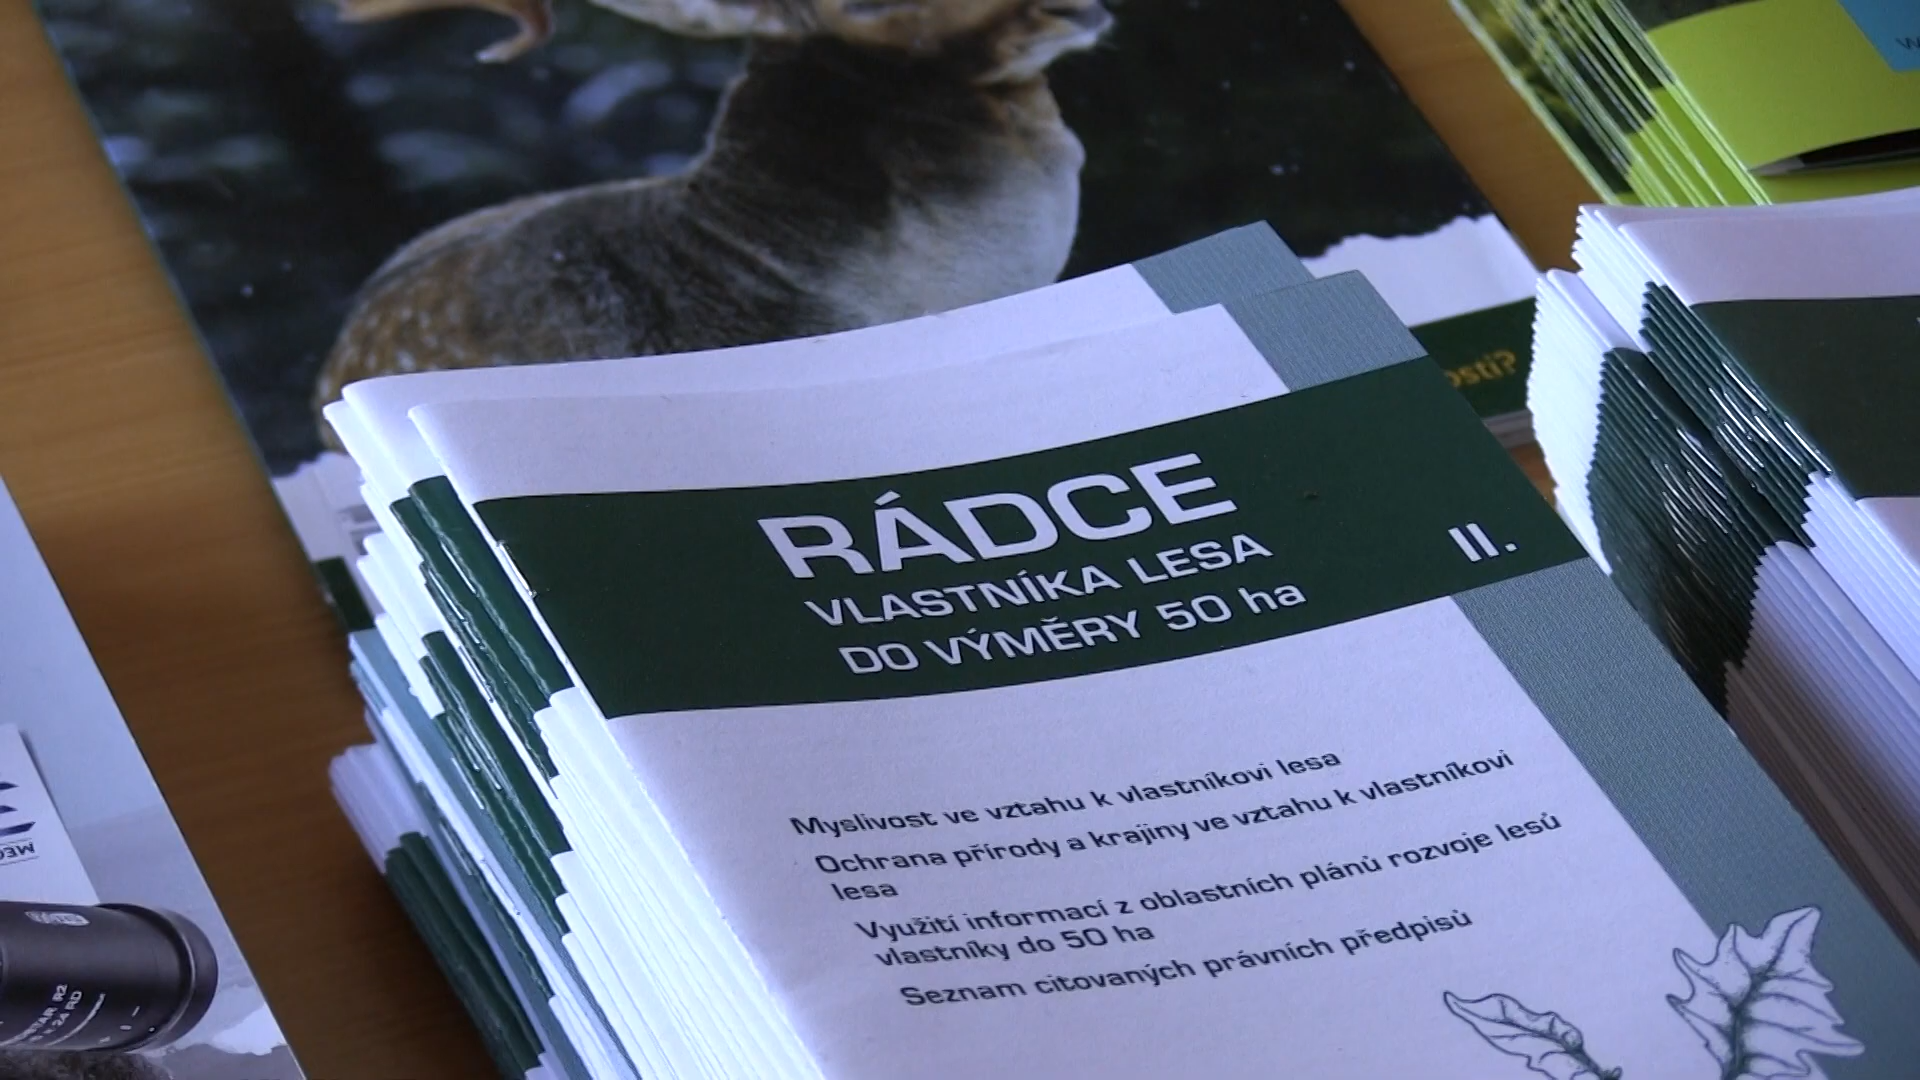 RÁDCE
VLASTNÍKA LESA
DO VÝMĚRY 50 ha
II.
Myslivost ve vztahu k vlastníkovi lesa
Ochrana přírody a krajiny ve vztahu k vlastníkovi
lesa
Využití informací z oblastních plánů rozvoje lesů
vlastníky do 50 ha
Seznam citovaných právních předpisů